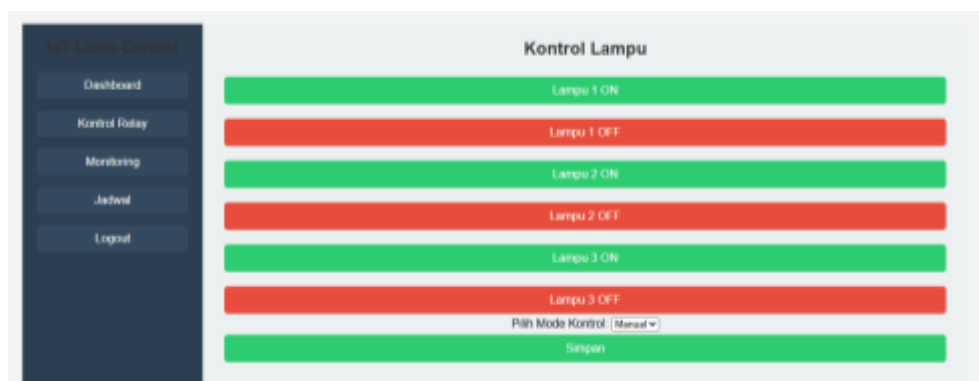 IoT Lamp Control
Dashboard
Kontrol Relay
Monitoring
Jadwal
Logout
Kontrol Lampu
Lampu 1 ON
Lampu 1 OFF
Lampu 2 ON
Lampu 2 OFF
Lampu 3 ON
Lampu 3 OFF
Pilih Mode Kontrol: Manual
Simpan